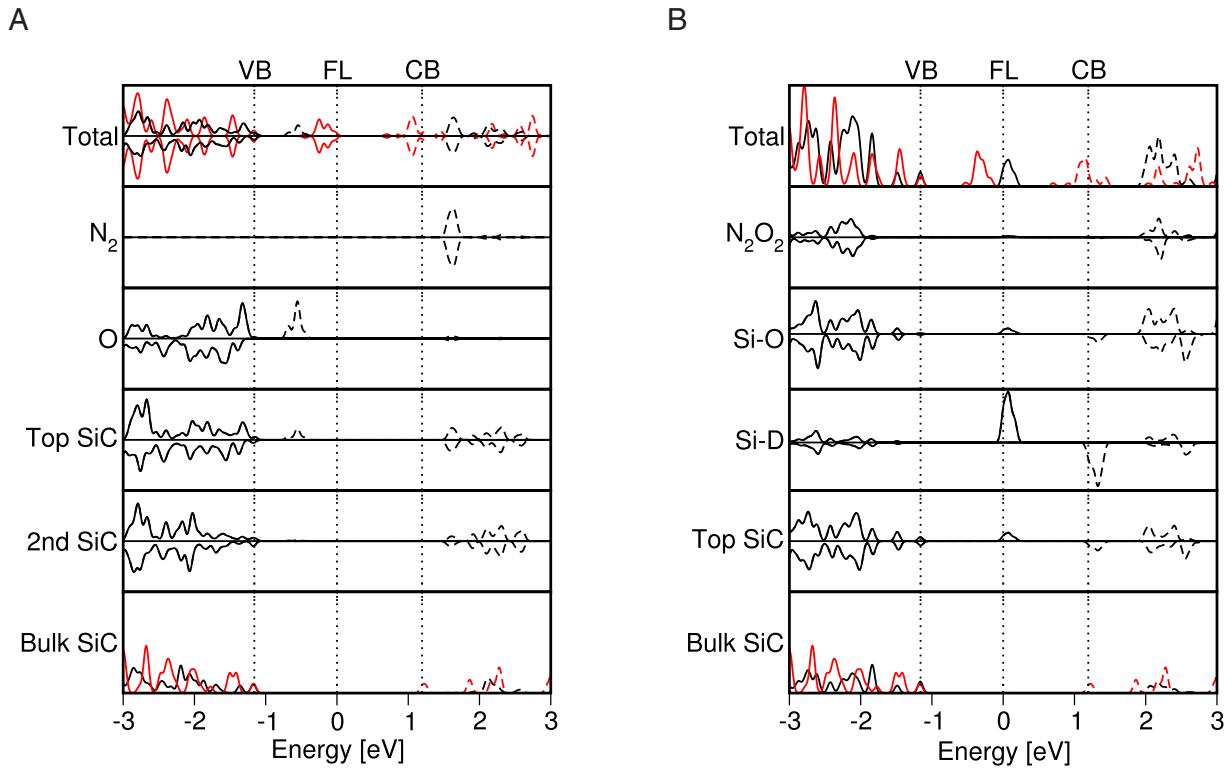 A
VB FL CB
Total
N2
O
Top SiC
2nd SiC
Bulk SiC
-3 -2 -1 0 1 2 3
Energy [eV]
B
VB FL CB
Total
N2O2
Si-O
Si-D
Top SiC
Bulk SiC
-3 -2 -1 0 1 2 3
Energy [eV]